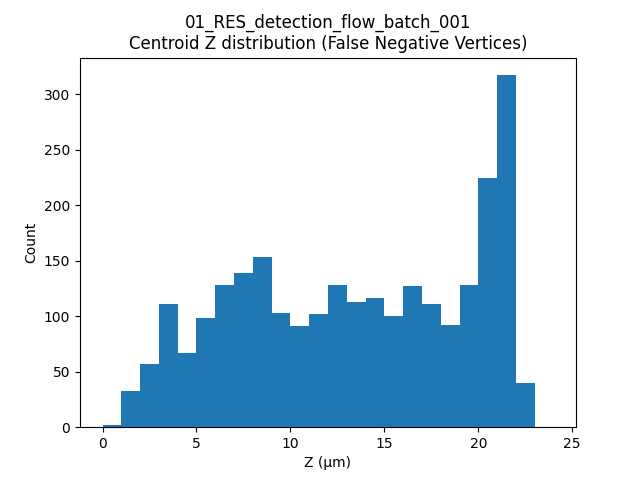 01_RES_detection_flow_batch_001
Centroid Z distribution (False Negative Vertices)
300
250
200
150
100
50
0
Count
0 5 10 15 20 25
Z (μm)